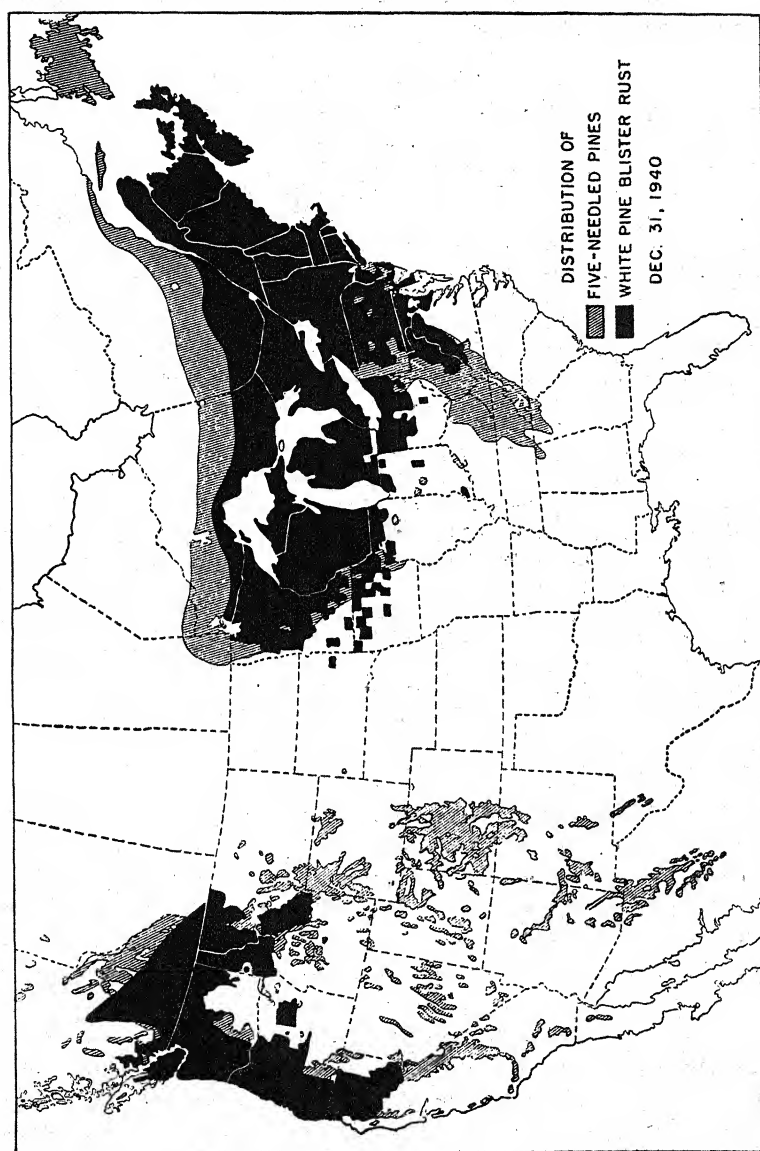 DISTRIBUTION OF
FIVE-NEEDLED PINES
WHITE PINE BLISTER RUST
DEC. 31, 1940